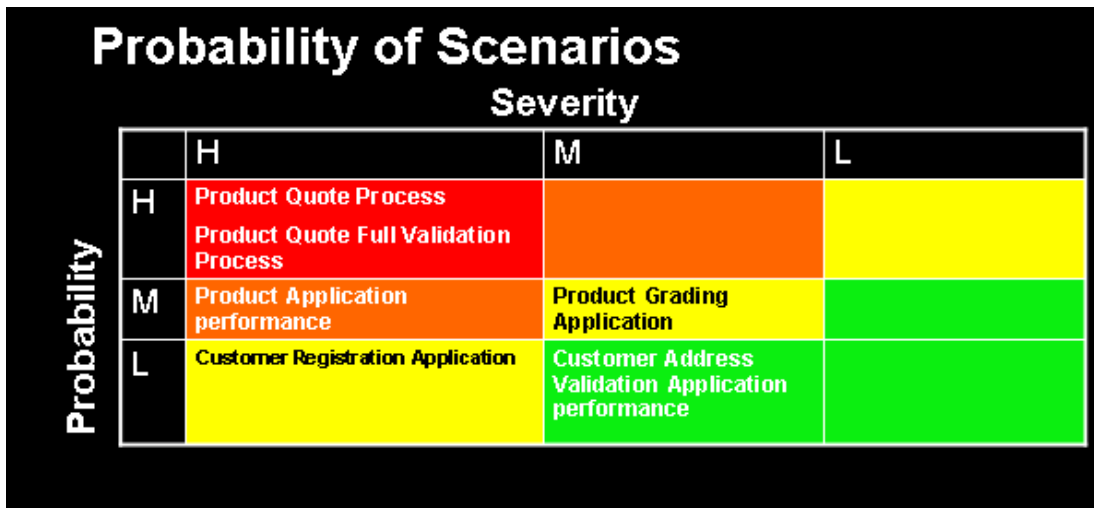 Probability of Scenarios
Severity
H
M
L
Probability
H
Product Quote Process
Product Quote Full Validation
Process
M
Product Application
performance
Product Grading
Application
L
Customer Registration Application
Customer Address
Validation Application
performance